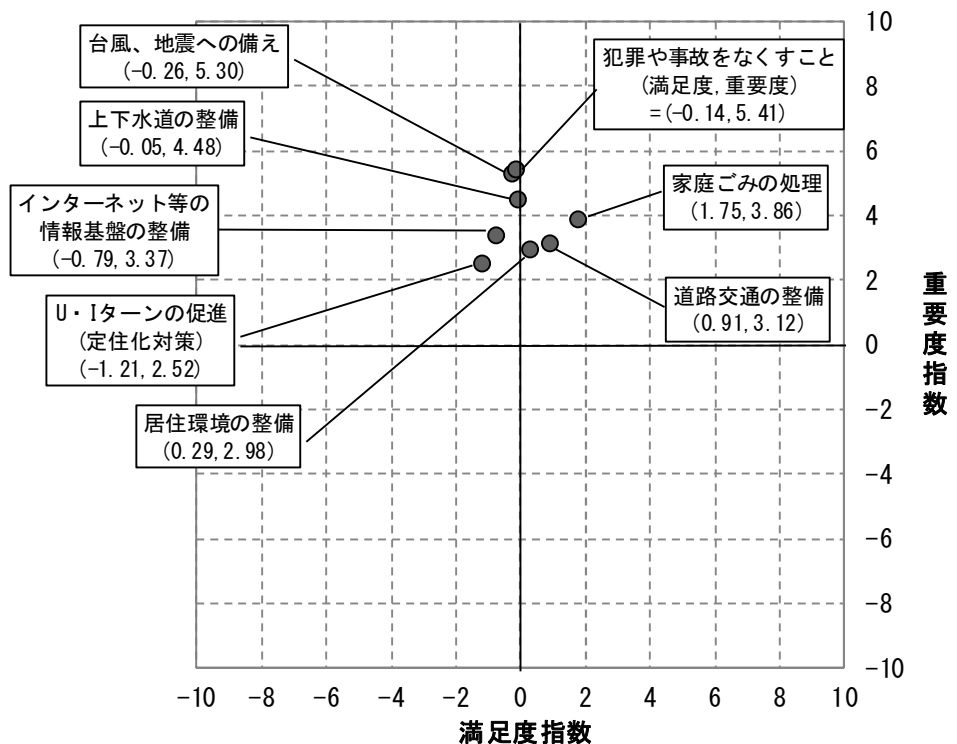 台風、地震への備え
(-0.26,5.30)
犯罪や事故をなくすこと
(満足度,重要度)
=(-0.14,5.41)
上下水道の整備
(-0.05,4.48)
家庭ごみの処理
(1.75,3.86)
インターネット等の
情報基盤の整備
(-0.79,3.37)
道路交通の整備
(0.91,3.12)
U・Iターンの促進
(定住化対策)
(-1.21,2.52)
居住環境の整備
(0.29,2.98)
10
8
6
4
2
0
-2
-4
-6
-8
-10
重要度指数
-10 -8 -6 -4 -2 0 2 4 6 8 10
満足度指数